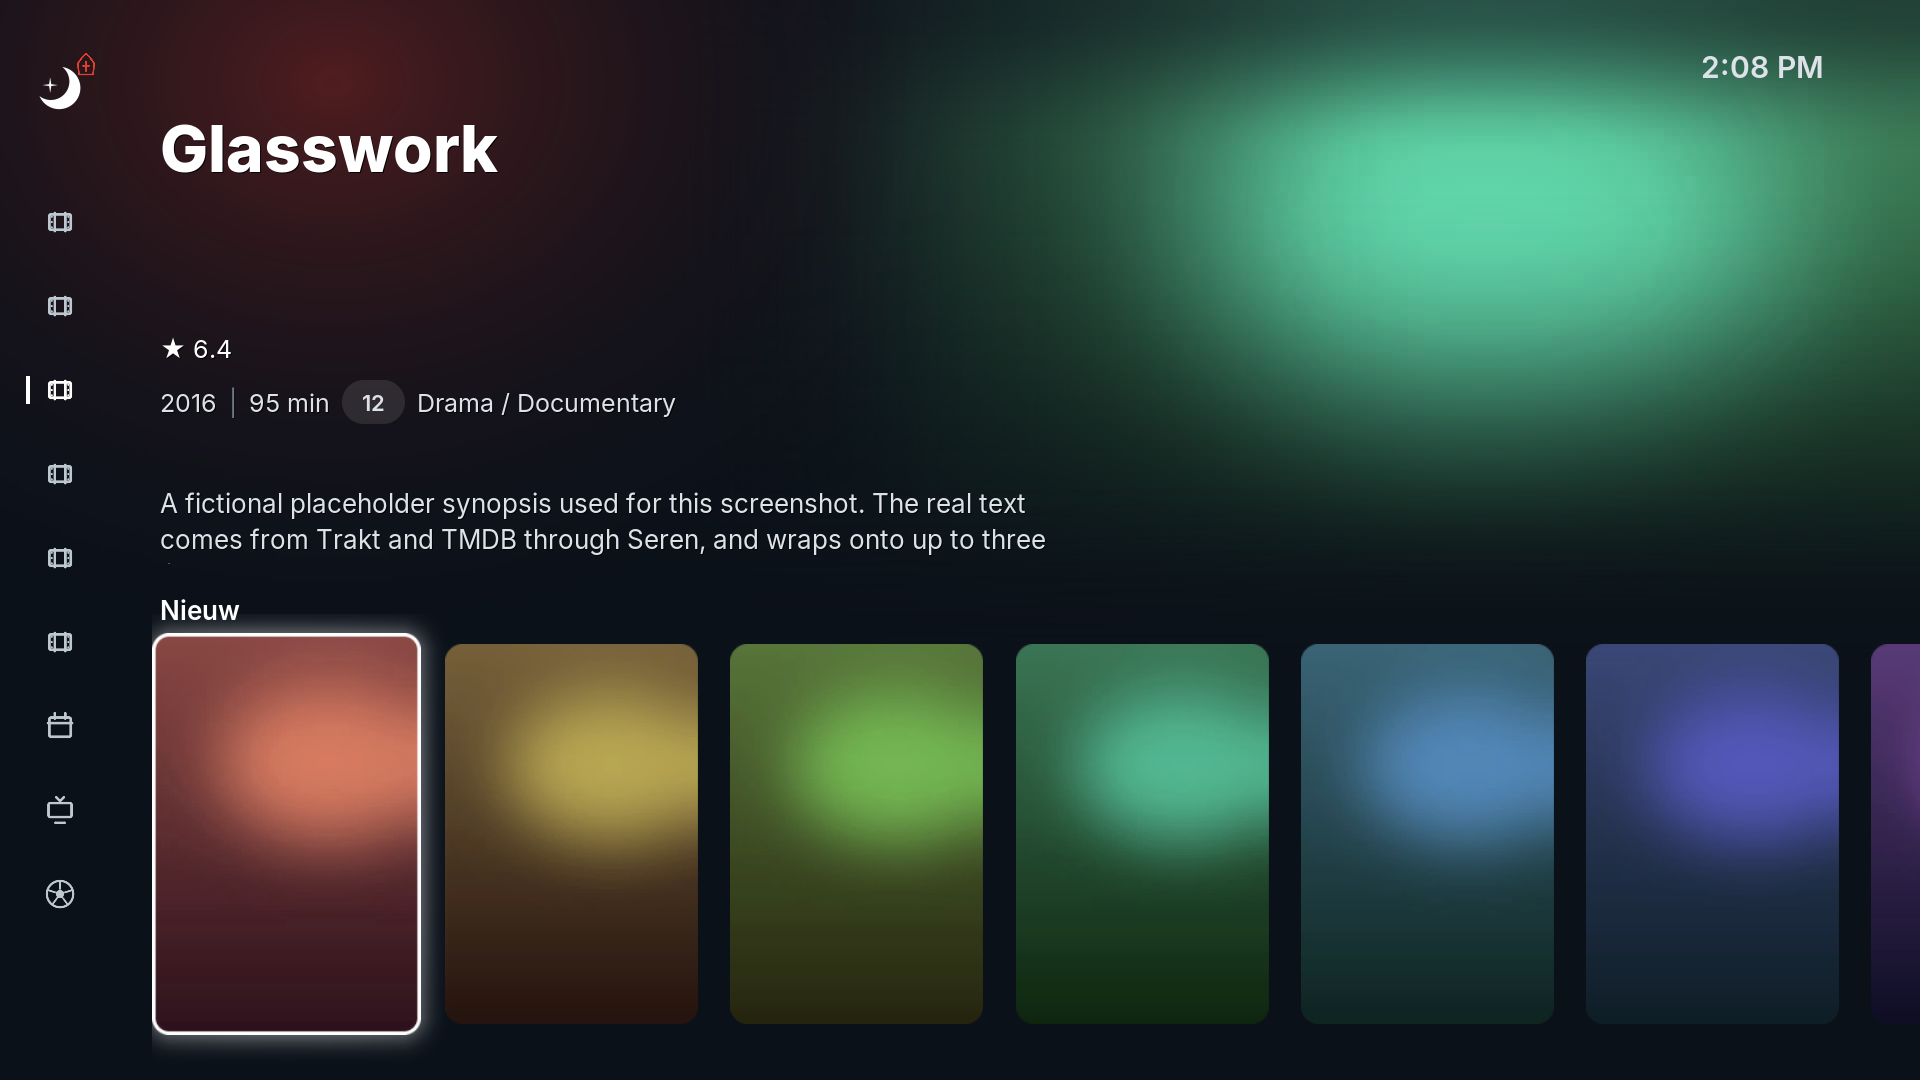 2:08 PM
Glasswork
★ 6.4
2016 | 95 min 12 Drama / Documentary
A fictional placeholder synopsis used for this screenshot. The real text
comes from Trakt and TMDB through Seren, and wraps onto up to three
Nieuw